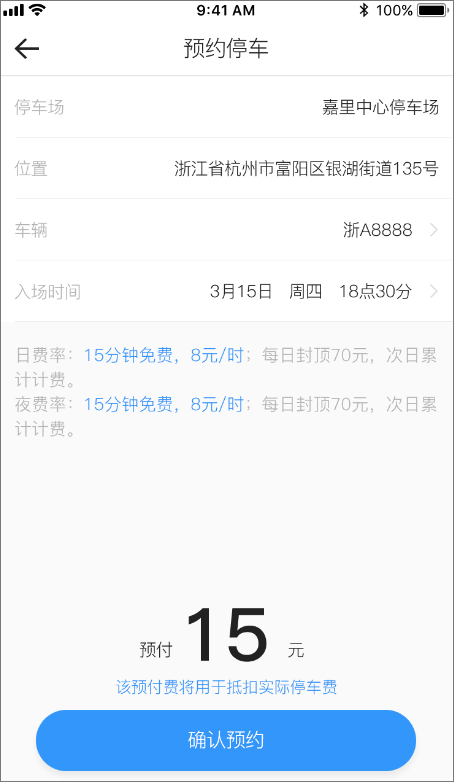 9:41 AM 100%
预约停车
停车场 嘉里中心停车场
位置 浙江省杭州市富阳区银湖街道135号
车辆 浙A8888
入场时间 3月15日 周四 18点30分
日费率：15分钟免费，8元/时；每日封顶70元，次日累
计计费。
夜费率：15分钟免费，8元/时；每日封顶70元，次日累
计计费。
预付 15 元
该预付费将用于抵扣实际停车费
确认预约